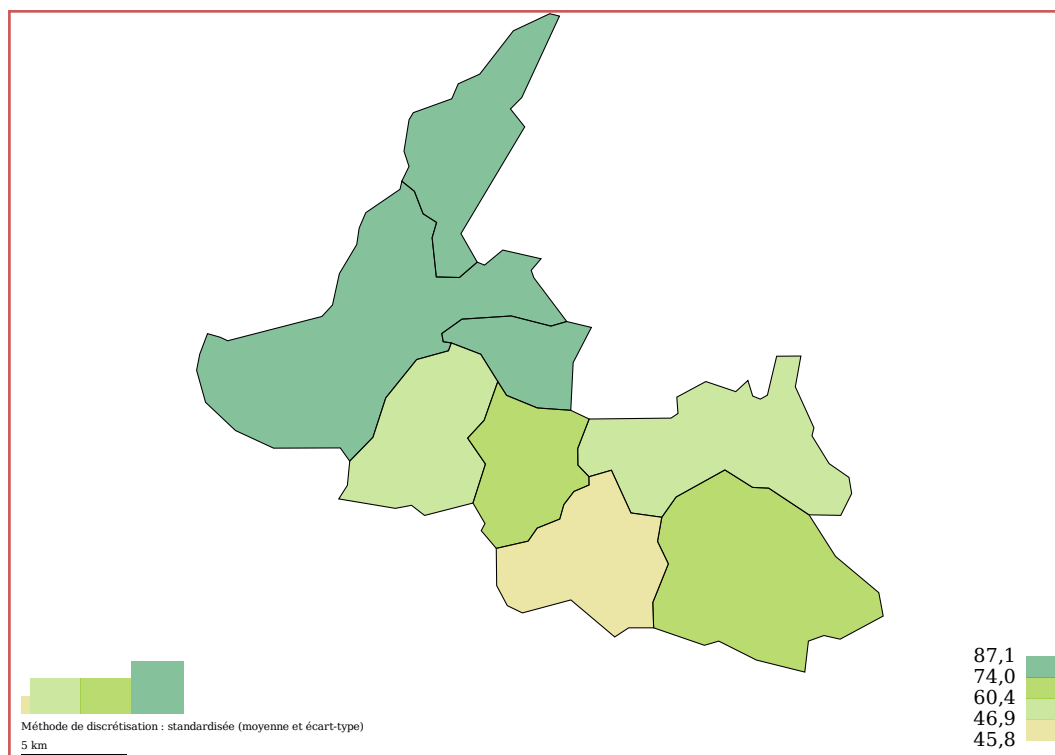 87,1
74,0
60,4
46,9
45,8
Méthode de discrétisation : standardisée (moyenne et écart-type)
5 km